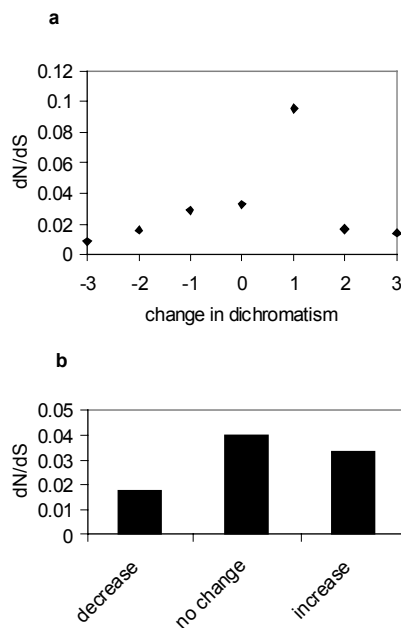 a
dN/dS
0.12
0.1
0.08
0.06
0.04
0.02
0
-3 -2 -1 0 1 2 3
change in dichromatism
b
dN/dS
0.05
0.04
0.03
0.02
0.01
0
decrease
no change
increase